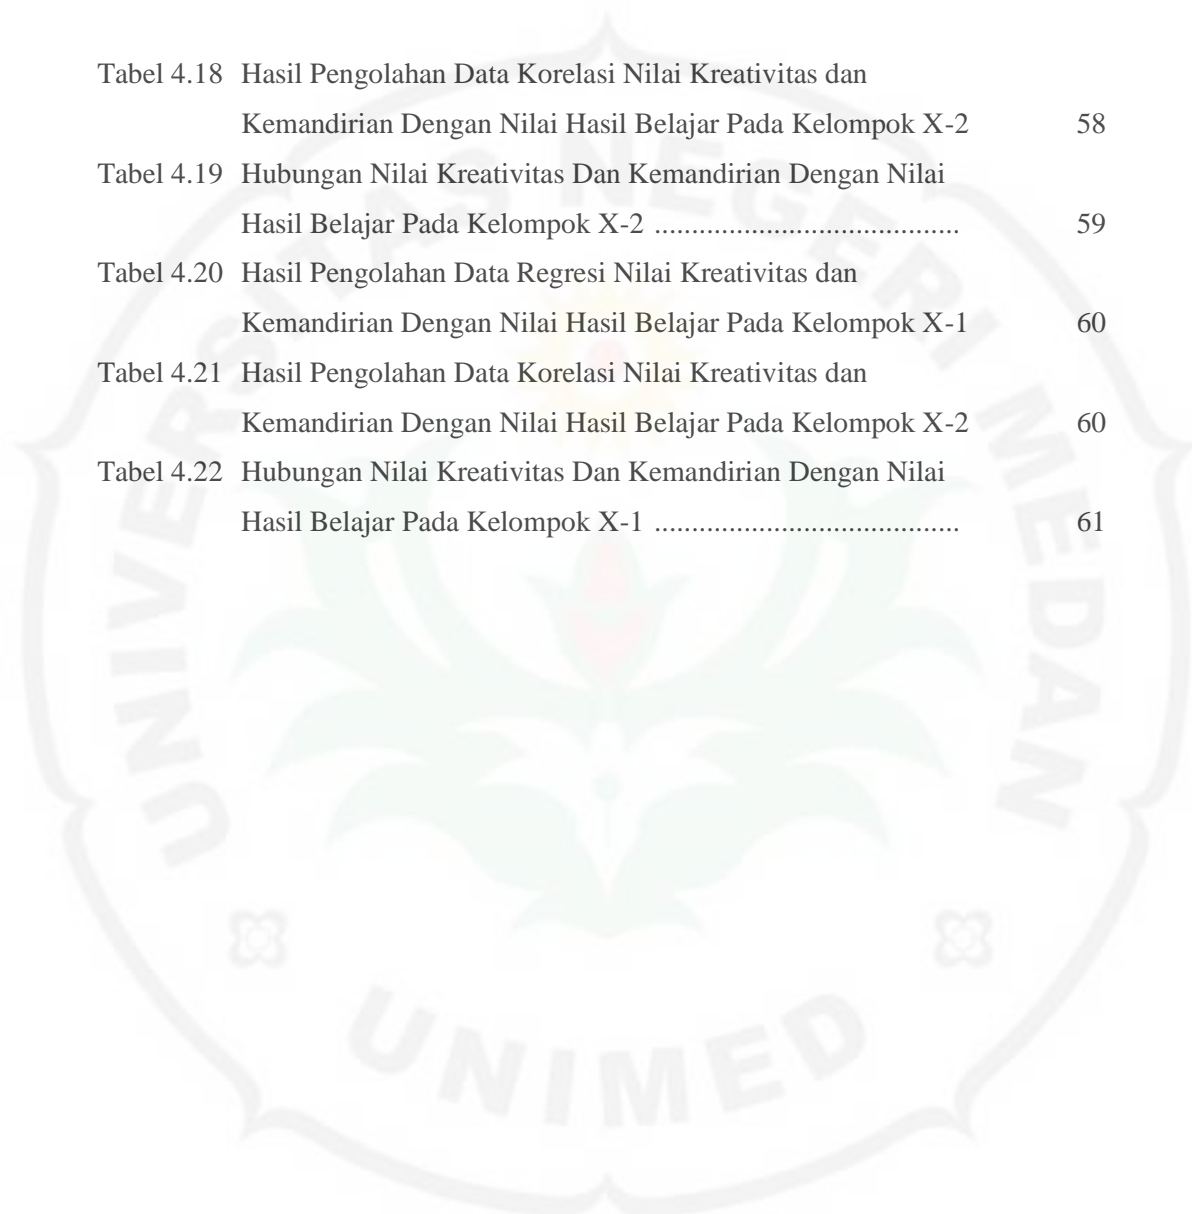 Tabel 4.18 Hasil Pengolahan Data Korelasi Nilai Kreativitas dan
Kemandirian Dengan Nilai Hasil Belajar Pada Kelompok X-2 58
Tabel 4.19 Hubungan Nilai Kreativitas Dan Kemandirian Dengan Nilai
Hasil Belajar Pada Kelompok X-2 ......................................... 59
Tabel 4.20 Hasil Pengolahan Data Regresi Nilai Kreativitas dan
Kemandirian Dengan Nilai Hasil Belajar Pada Kelompok X-1 60
Tabel 4.21 Hasil Pengolahan Data Korelasi Nilai Kreativitas dan
Kemandirian Dengan Nilai Hasil Belajar Pada Kelompok X-2 60
Tabel 4.22 Hubungan Nilai Kreativitas Dan Kemandirian Dengan Nilai
Hasil Belajar Pada Kelompok X-1 ......................................... 61
UNIVERSITAS NEGERI MEDAN
UNIMED